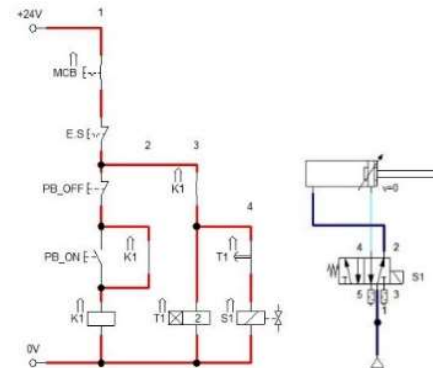 +24V
1
MCB
E.S
2
3
PB_OFF
K1
4
PB_ON
K1
T1
K1
T1
2
S1
0V
v=0
4
2
S1
5
3
1